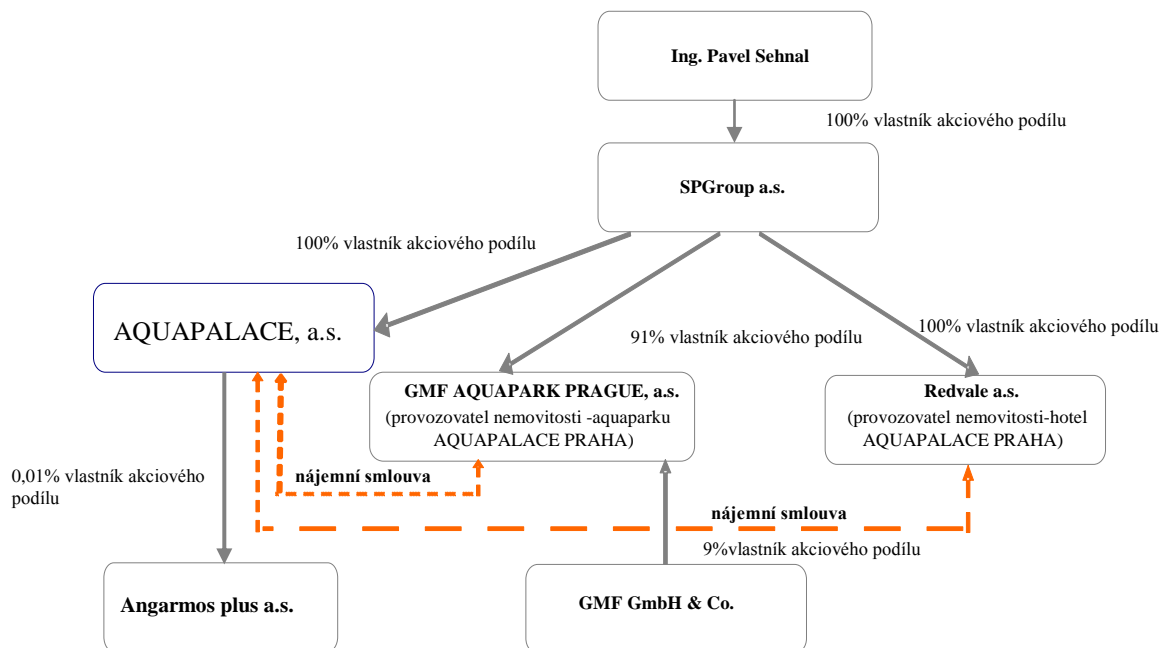 Ing. Pavel Sehnal
100% vlastník akciového podílu
SPGroup a.s.
100% vlastník akciového podílu
AQUAPALACE, a.s.
91% vlastník akciového podílu
100% vlastník akciového podílu
GMF AQUAPARK PRAGUE, a.s.
(provozovatel nemovitosti -aquaparku
AQUAPALACE PRAHA)
Redvale a.s.
(provozovatel nemovitosti-hotel
AQUAPALACE PRAHA)
0,01% vlastník akciového
podílu
nájemní smlouva
nájemní smlouva
9%vlastník akciového podílu
Angarmos plus a.s.
GMF GmbH & Co.